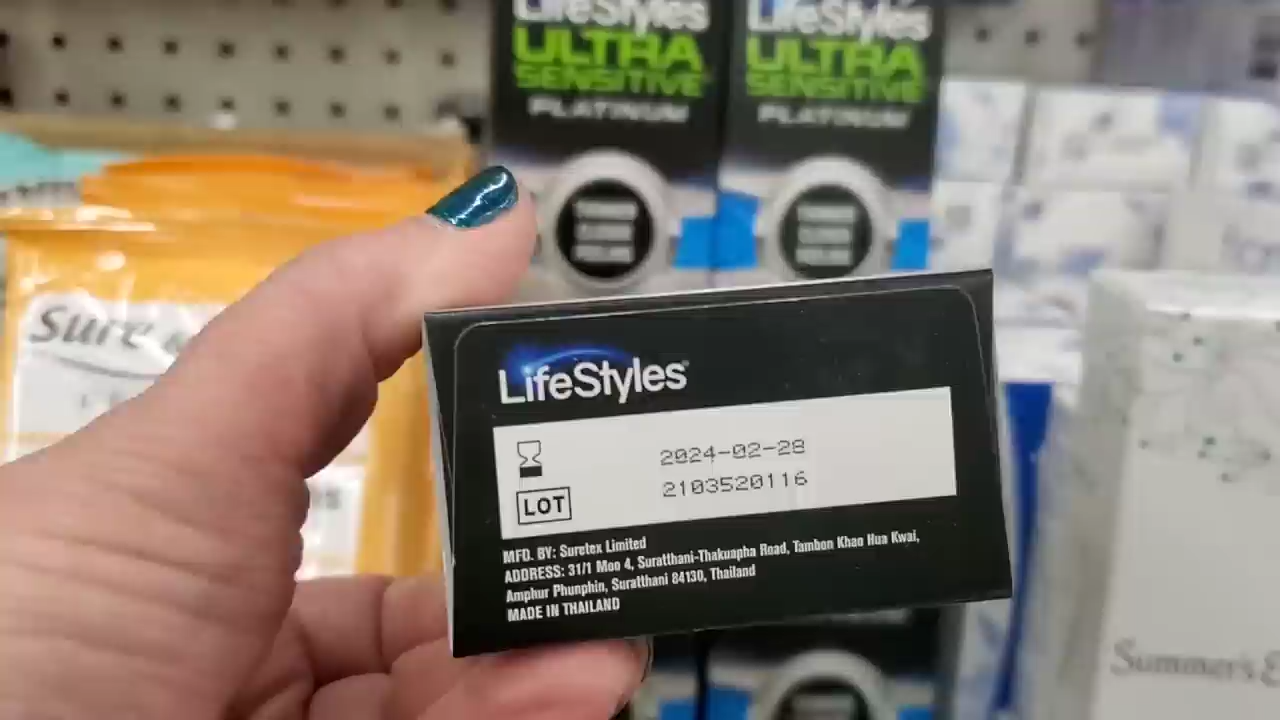 LifeStyles
ULTRA
SENSITIVE
PLATINUM
LifeStyles
ULTRA
SENSITIVE
PLATINUM
Sure
LifeStyles®
2024-02-28
LOT 2103520116
MFD. BY: Suretex Limited
ADDRESS: 31/1 Moo 4, Suratthani-Thakuapha Road, Tambon Khao Hua Kwai,
Amphur Phunphin, Suratthani 84130, Thailand
MADE IN THAILAND
Summer's